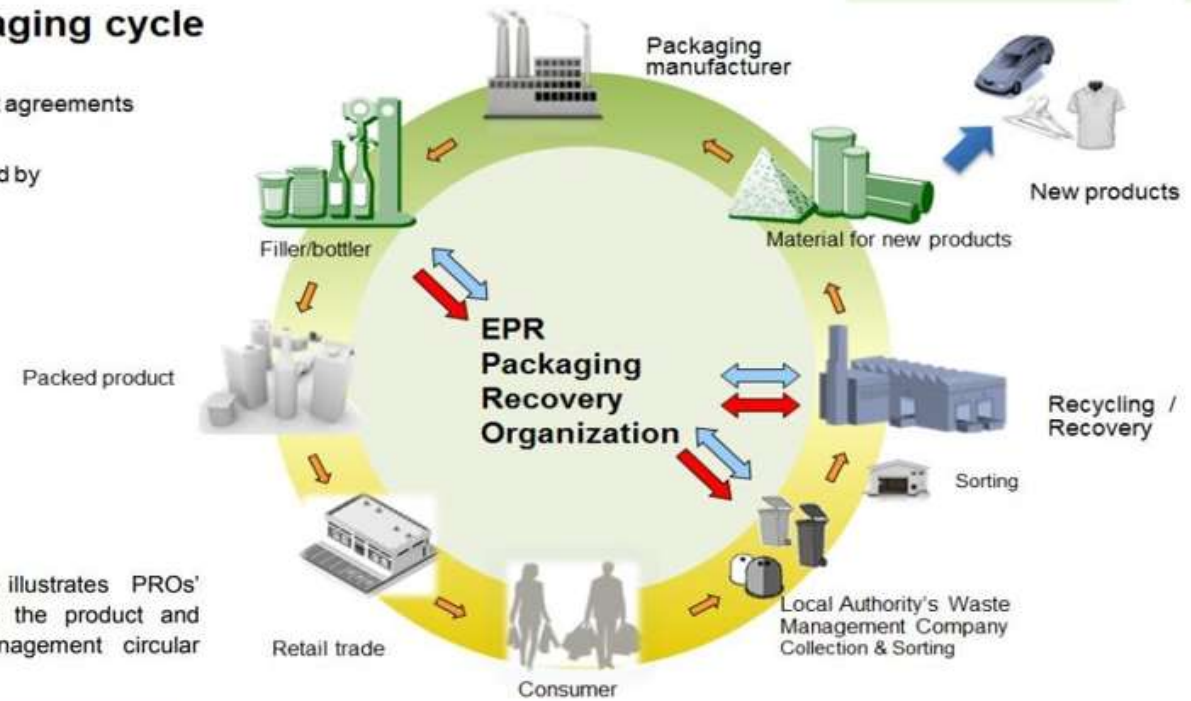 aging cycle
agreements
d by
Packaging
manufacturer
New products
Material for new products
Filler/bottler
EPR
Packaging
Recovery
Organization
Packed product
Recycling /
Recovery
Sorting
illustrates PROs'
the product and
nagement circular
Retail trade
Local Authority's Waste
Management Company
Collection & Sorting
Consumer